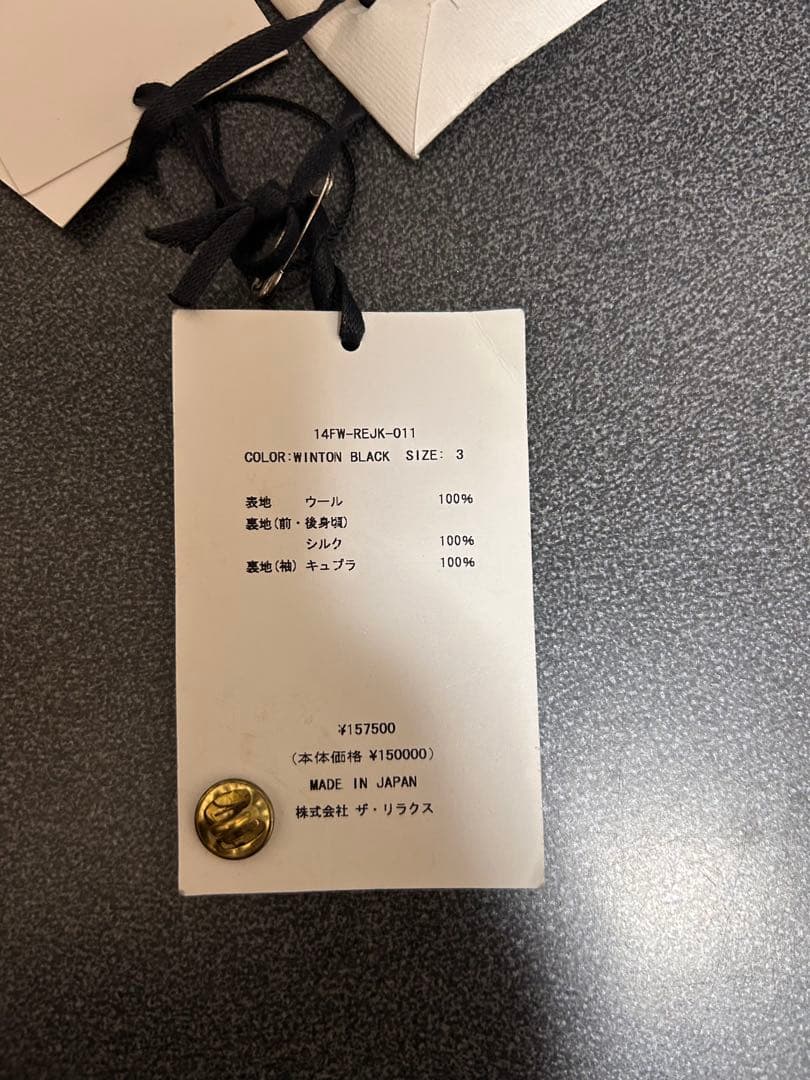 14FW-REJK-011
COLOR:WINTON BLACK SIZE: 3
表地 ウール 100%
裏地(前・後身頃)
シルク 100%
裏地(袖) キュプラ 100%
¥157500
(本体価格 ¥150000)
MADE IN JAPAN
株式会社 ザ・リラクス